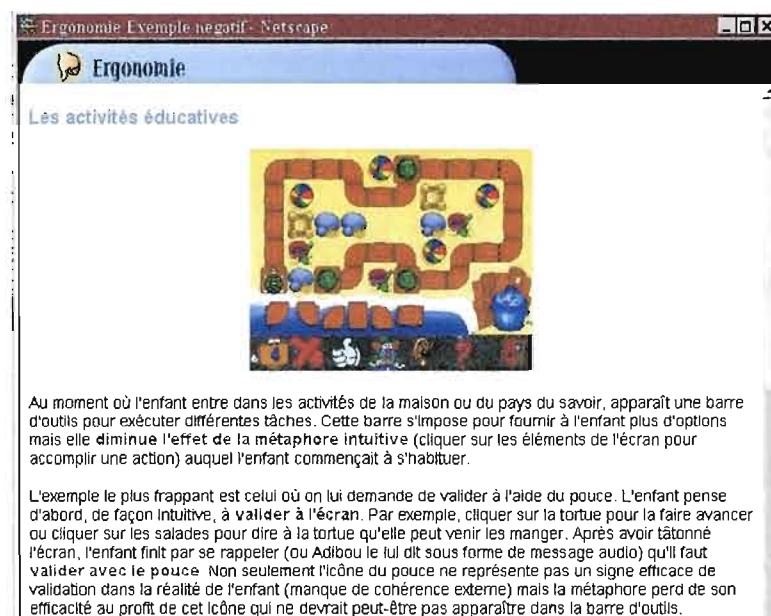 Ergonomie Exemple negatif - Netscape
Ergonomie
Les activités éducatives
Au moment où l'enfant entre dans les activités de la maison ou du pays du savoir, apparaît une barre
d'outils pour exécuter différentes tâches. Cette barre s'impose pour fournir à l'enfant plus d'options
mais elle diminue l'effet de la métaphore intuitive (cliquer sur les éléments de l'écran pour
accomplir une action) auquel l'enfant commençait à s'habituer.
L'exemple le plus frappant est celui où on lui demande de valider à l'aide du pouce. L'enfant pense
d'abord, de façon intuitive, à valider à l'écran. Par exemple, cliquer sur la tortue pour la faire avancer
ou cliquer sur les salades pour dire à la tortue qu'elle peut venir les manger. Après avoir tâtonné
l'écran, l'enfant finit par se rappeler (ou Adibou le lui dit sous forme de message audio) qu'il faut
valider avec le pouce. Non seulement l'icône du pouce ne représente pas un signe efficace de
validation dans la réalité de l'enfant (manque de cohérence externe) mais la métaphore perd de son
efficacité au profit de cet icône qui ne devrait peut-être pas apparaître dans la barre d'outils.